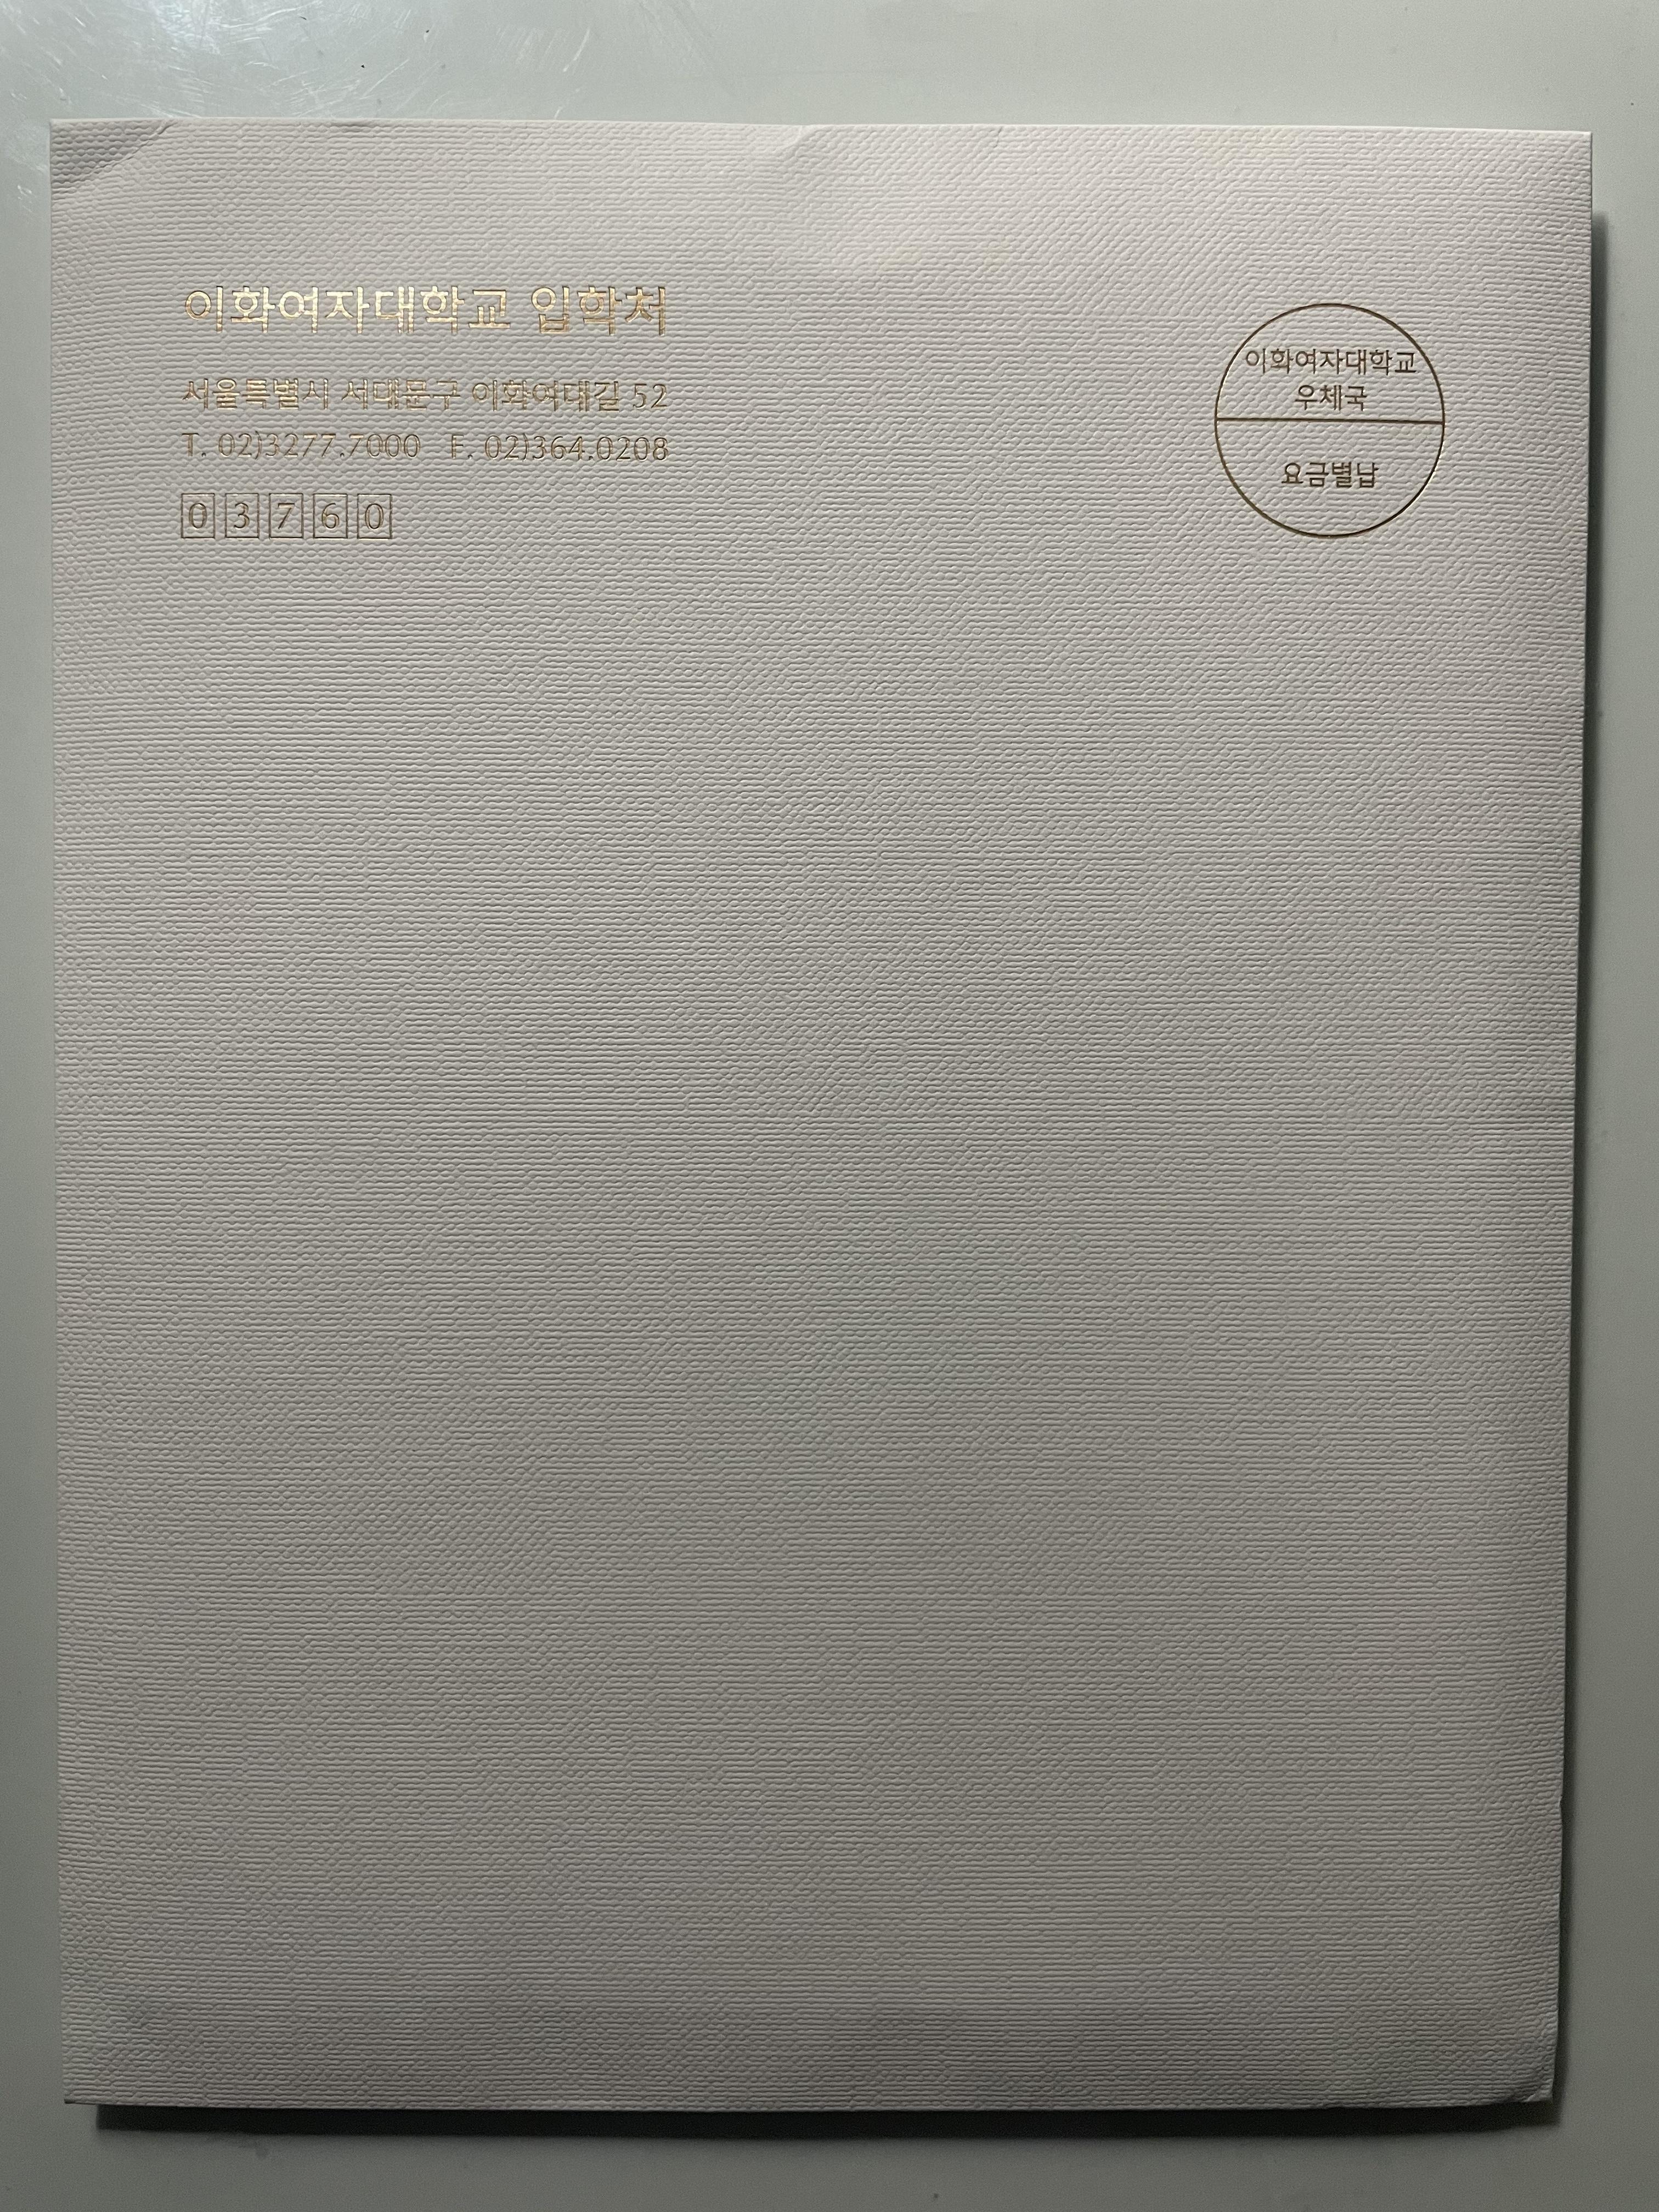 이화여자대학교 입학처
서울특별시 서대문구 이화여대길 52
T. 02)3277.7000 F. 02)364.0208
03760
이화여자대학교
우체국
요금별납